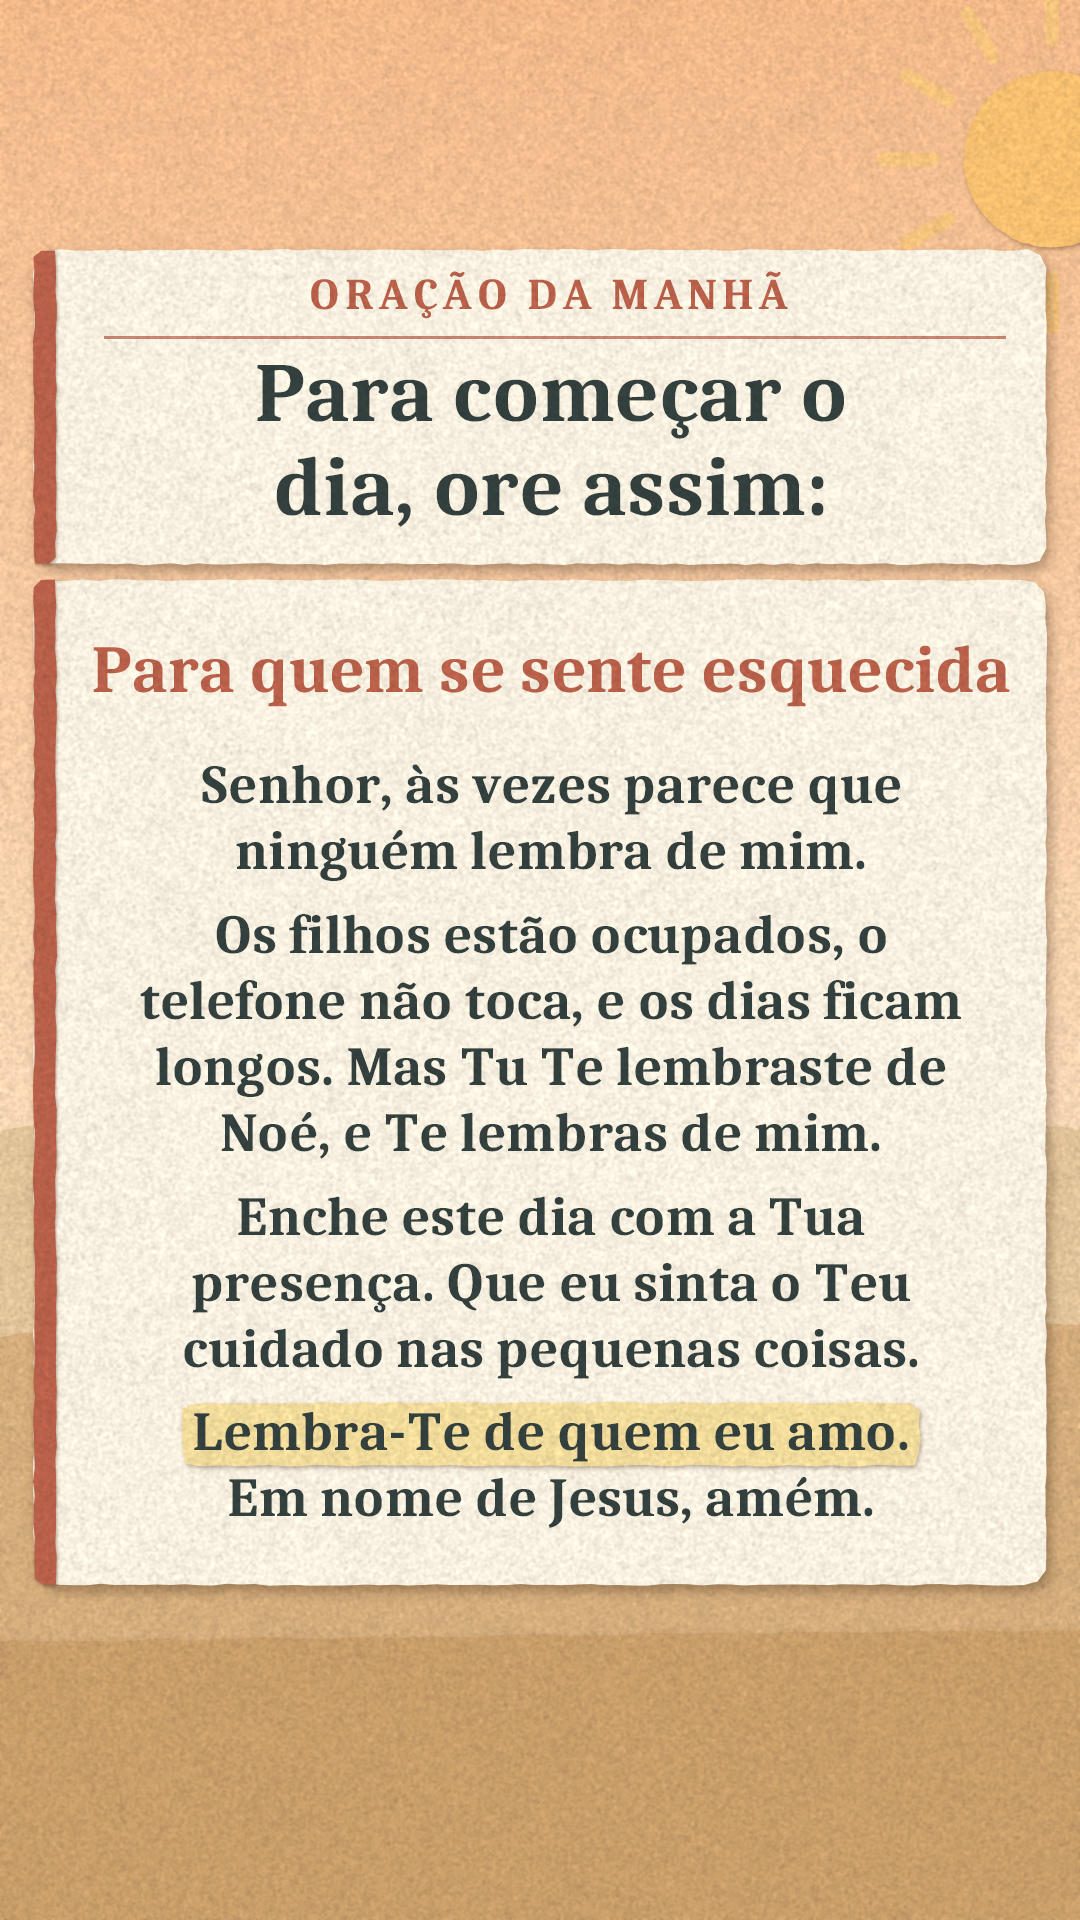 ORAÇÃO DA MANHÃ
Para começar o
dia, ore assim:
Para quem se sente esquecida
Senhor, às vezes parece que
ninguém lembra de mim.
Os filhos estão ocupados, o
telefone não toca, e os dias ficam
longos. Mas Tu Te lembraste de
Noé, e Te lembras de mim.
Enche este dia com a Tua
presença. Que eu sinta o Teu
cuidado nas pequenas coisas.
Lembra-Te de quem eu amo.
Em nome de Jesus, amém.